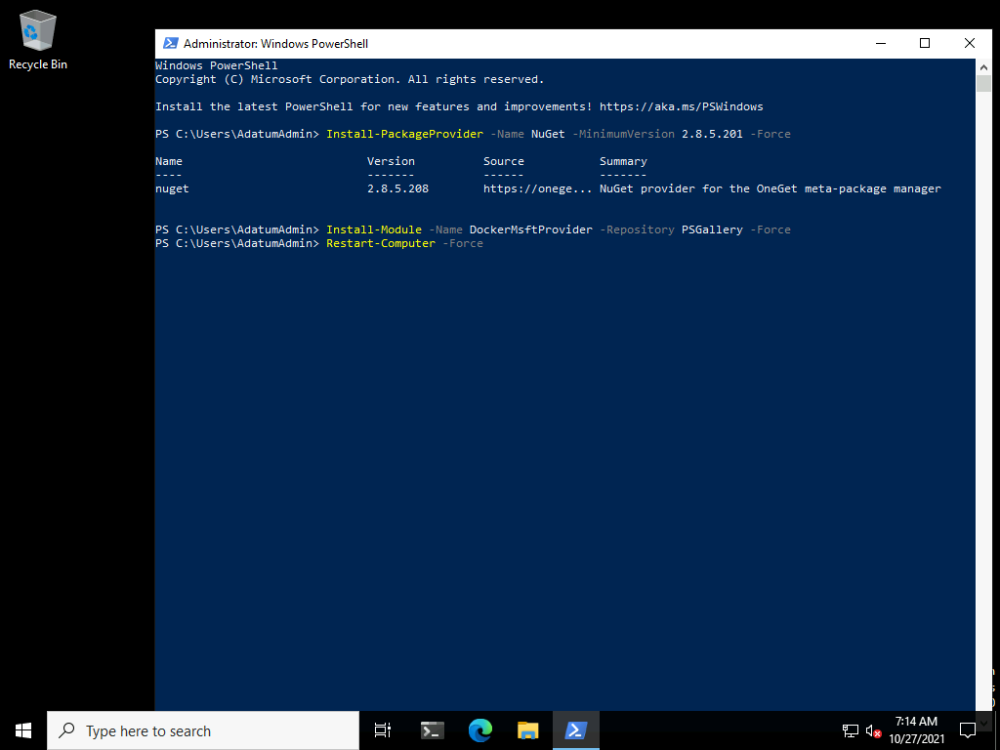 Recycle Bin
Administrator: Windows PowerShell
Windows PowerShell
Copyright (C) Microsoft Corporation. All rights reserved.
Install the latest PowerShell for new features and improvements! https://aka.ms/PSWindows
PS C:\Users\AdatumAdmin> Install-PackageProvider -Name NuGet -MinimumVersion 2.8.5.201 -Force
Name Version Source Summary
---- ------- ------ -------
nuget 2.8.5.208 https://onege... NuGet provider for the OneGet meta-package manager
PS C:\Users\AdatumAdmin> Install-Module -Name DockerMsftProvider -Repository PSGallery -Force
PS C:\Users\AdatumAdmin> Restart-Computer -Force
Type here to search
7:14 AM
10/27/2021